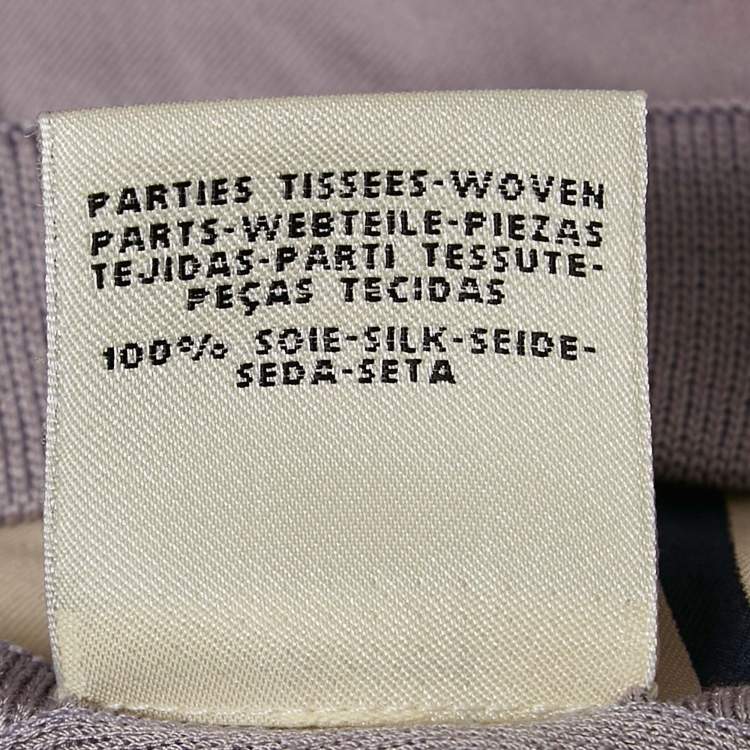 PARTIES TISSEES-WOVEN
PARTS-WEBTEILE-PIEZAS
TEJIDAS-PARTI TESSUTE-
PEÇAS TECIDAS
100% SOIE-SILK-SEIDE-
SEDA-SETA